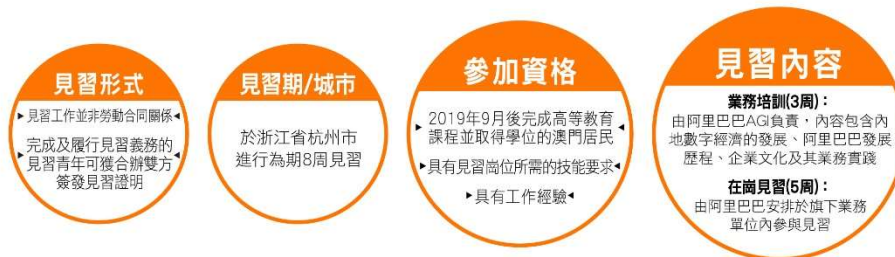 見習形式
▸見習工作並非勞動合同關係◂
▸完成及履行見習義務的◂
見習青年可獲合辦雙方
簽發見習證明
見習期/城市
於浙江省杭州市
進行為期8周見習
參加資格
▸2019年9月後完成高等教育◂
課程並取得學位的澳門居民
▸具有見習崗位所需的技能要求◂
▸具有工作經驗◂
見習內容
業務培訓(3周)：
由阿里巴巴AGI負責，內容包含內
地數字經濟的發展、阿里巴巴發展
歷程、企業文化及其業務實踐
在崗見習(5周)：
由阿里巴巴安排於旗下業務
單位內參與見習